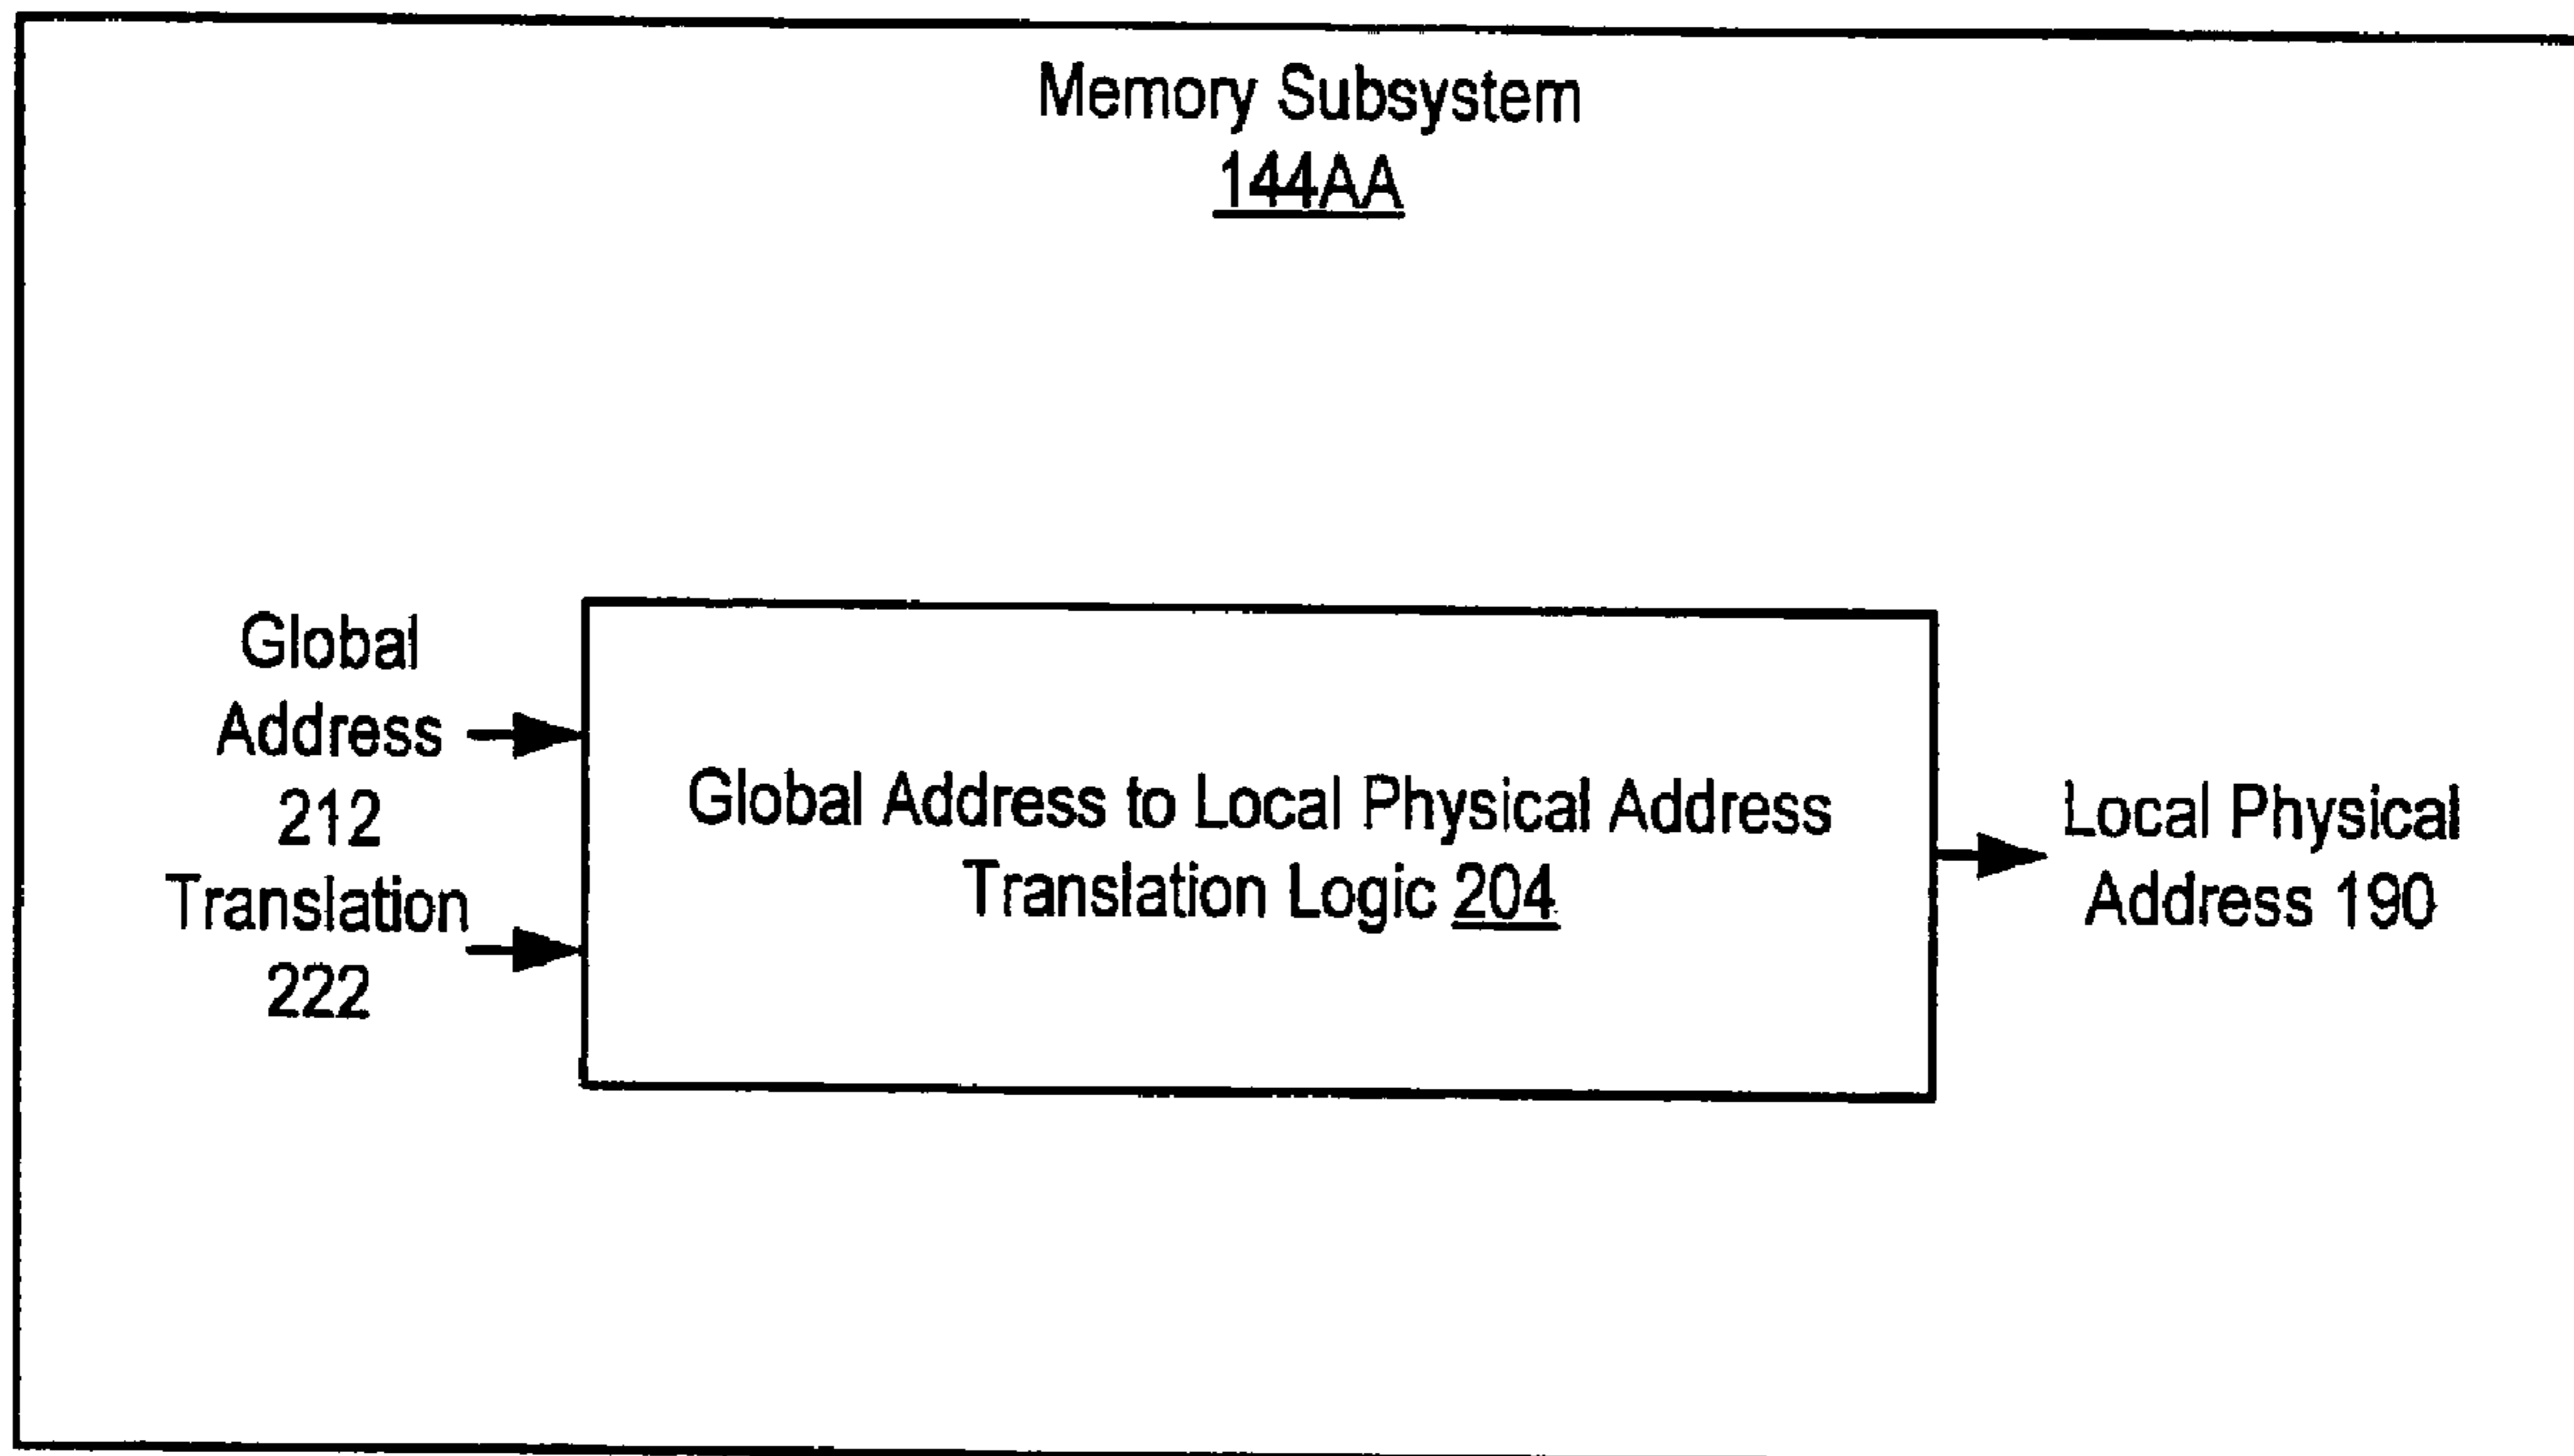 Memory Subsystem
144AA
Global
Address
212
Translation
222
Global Address to Local Physical Address
Translation Logic 204
Local Physical
Address 190